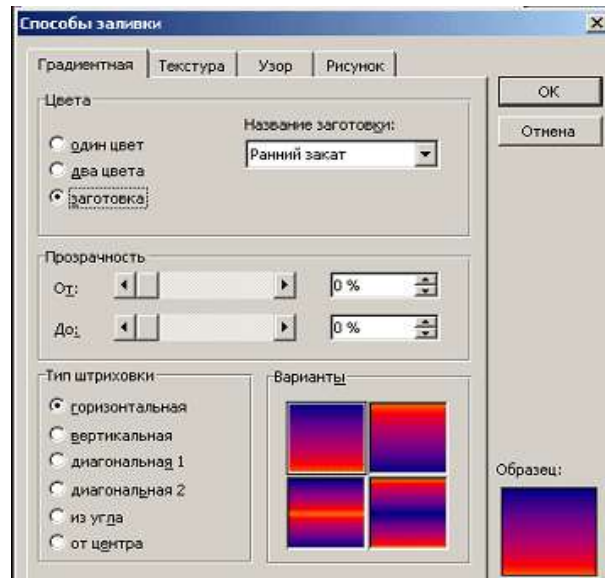 Способы заливки
Градиентная Текстура Узор Рисунок
ОК
Отмена
Цвета
один цвет
два цвета
заготовка
Название заготовки:
Ранний закат
Прозрачность
От: 0 %
До: 0 %
Тип штриховки
горизонтальная
вертикальная
диагональная 1
диагональная 2
из угла
от центра
Варианты
Образец: